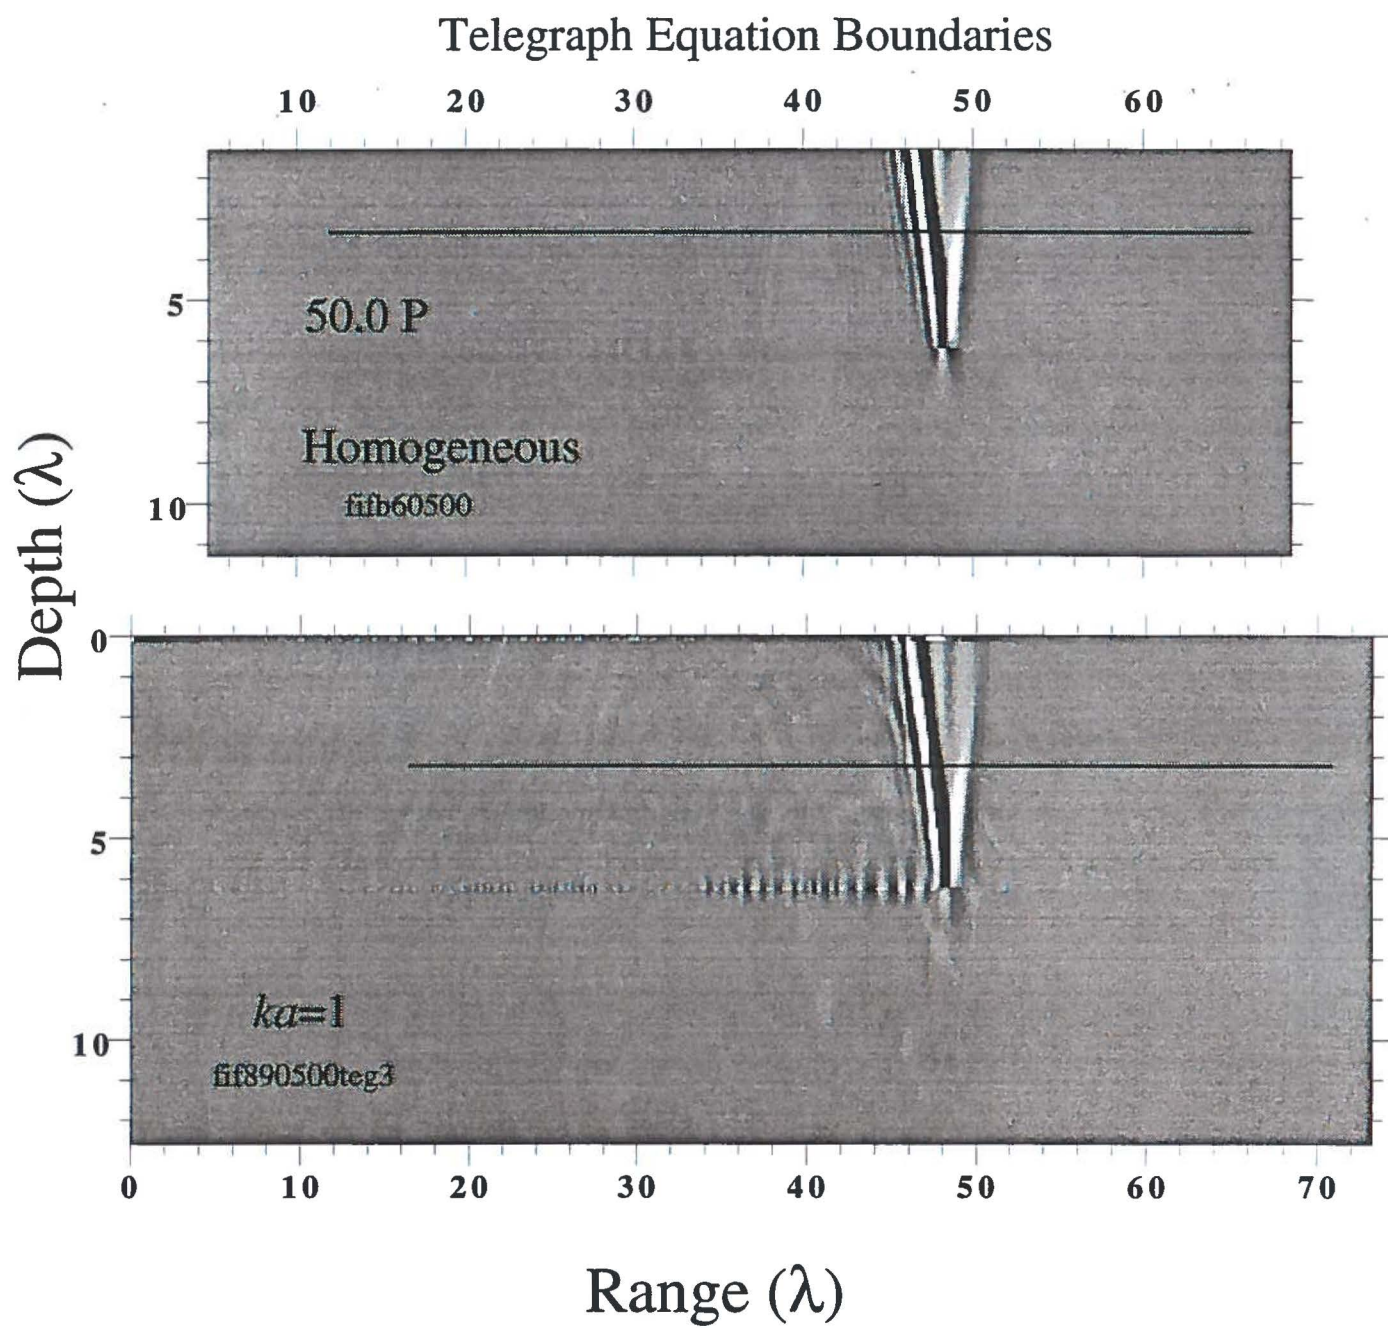 Telegraph Equation Boundaries
10 20 30 40 50 60
5
50.0 P
Homogeneous
10
fifb60500
Depth (λ)
0
5
ka=1
10
fif890500teg3
0 10 20 30 40 50 60 70
Range (λ)